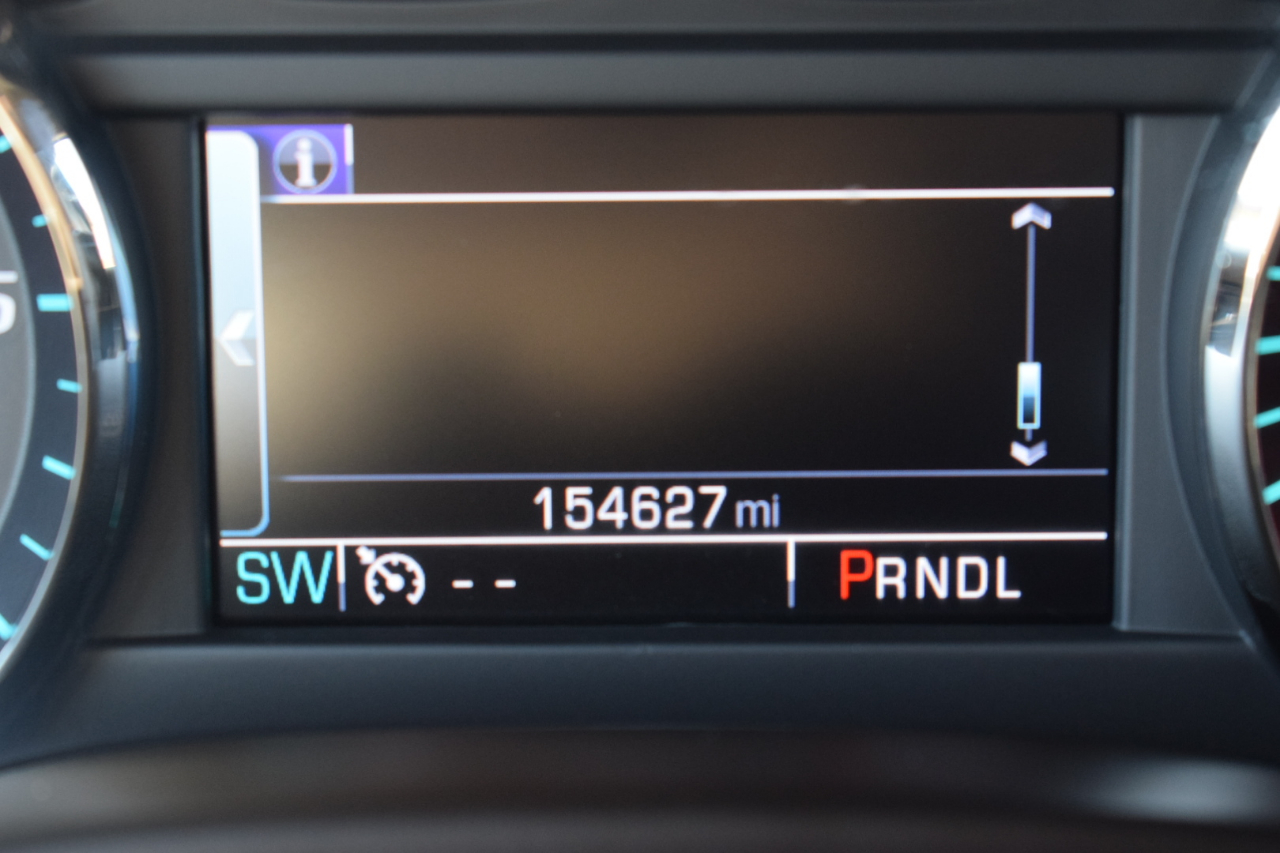 i
154627 mi
SW -- PRNDL